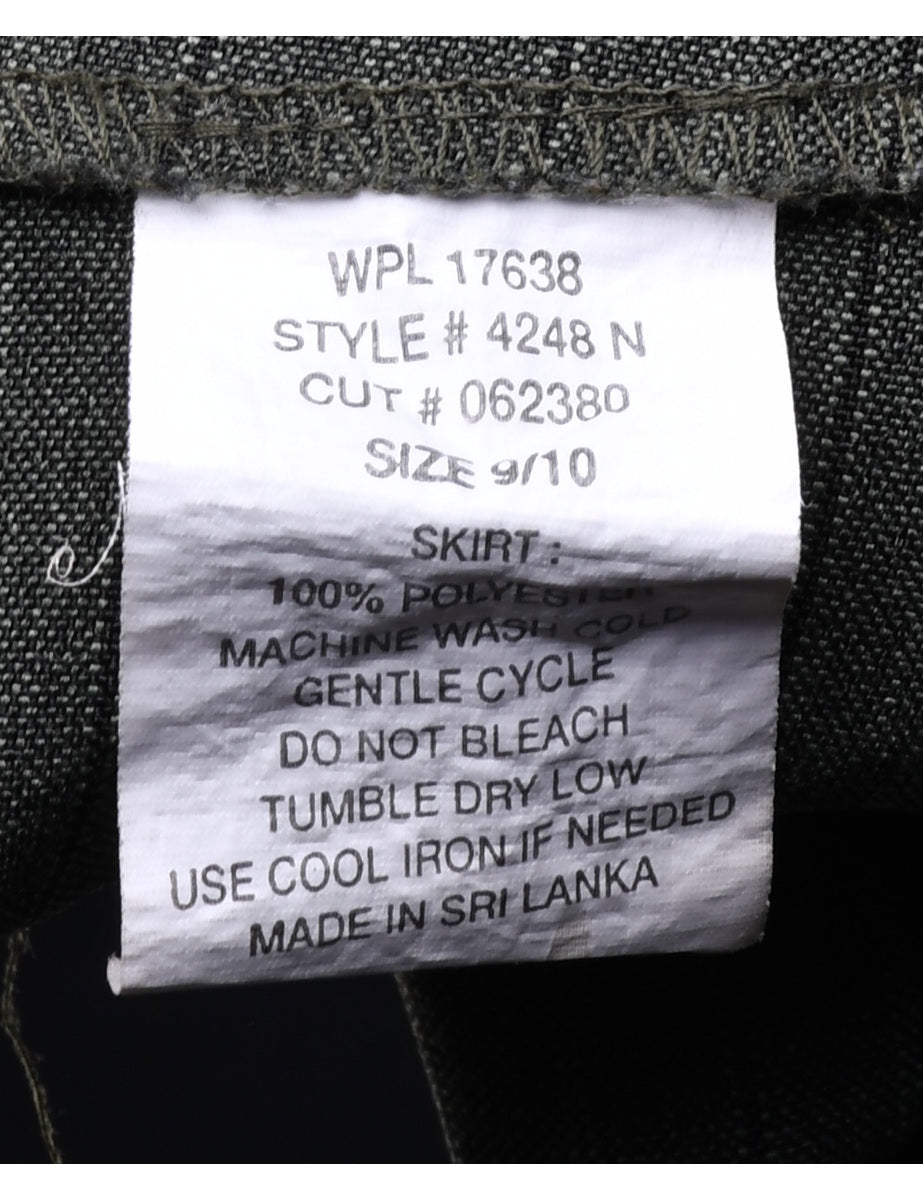 WPL 17638
STYLE # 4248 N
CUT # 062380
SIZE 9/10
SKIRT :
100% POLYESTER
MACHINE WASH COLD
GENTLE CYCLE
DO NOT BLEACH
TUMBLE DRY LOW
USE COOL IRON IF NEEDED
MADE IN SRI LANKA